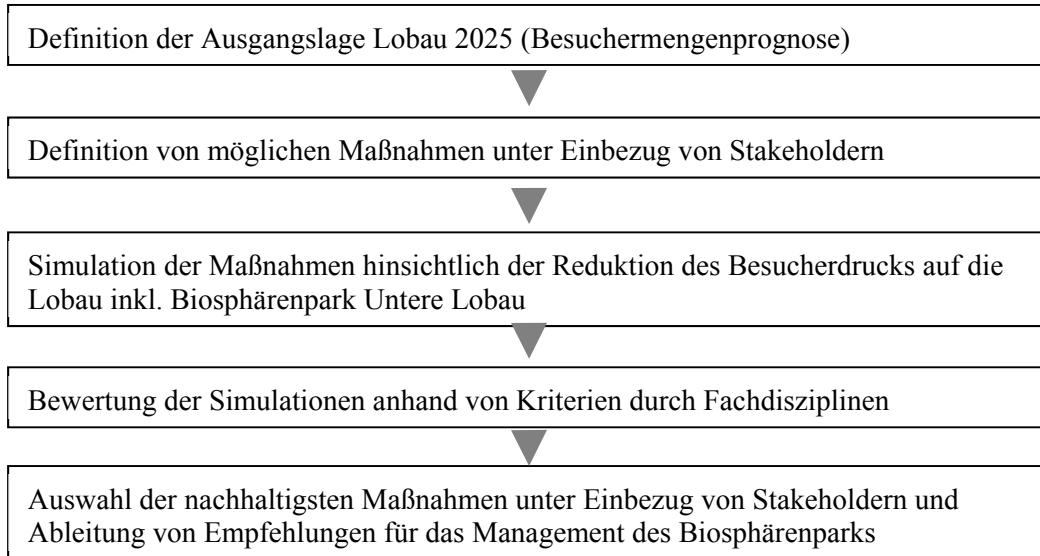 Definition der Ausgangslage Lobau 2025 (Besuchermengenprognose)
Definition von möglichen Maßnahmen unter Einbezug von Stakeholdern
Simulation der Maßnahmen hinsichtlich der Reduktion des Besucherdrucks auf die
Lobau inkl. Biosphärenpark Untere Lobau
Bewertung der Simulationen anhand von Kriterien durch Fachdisziplinen
Auswahl der nachhaltigsten Maßnahmen unter Einbezug von Stakeholdern und
Ableitung von Empfehlungen für das Management des Biosphärenparks